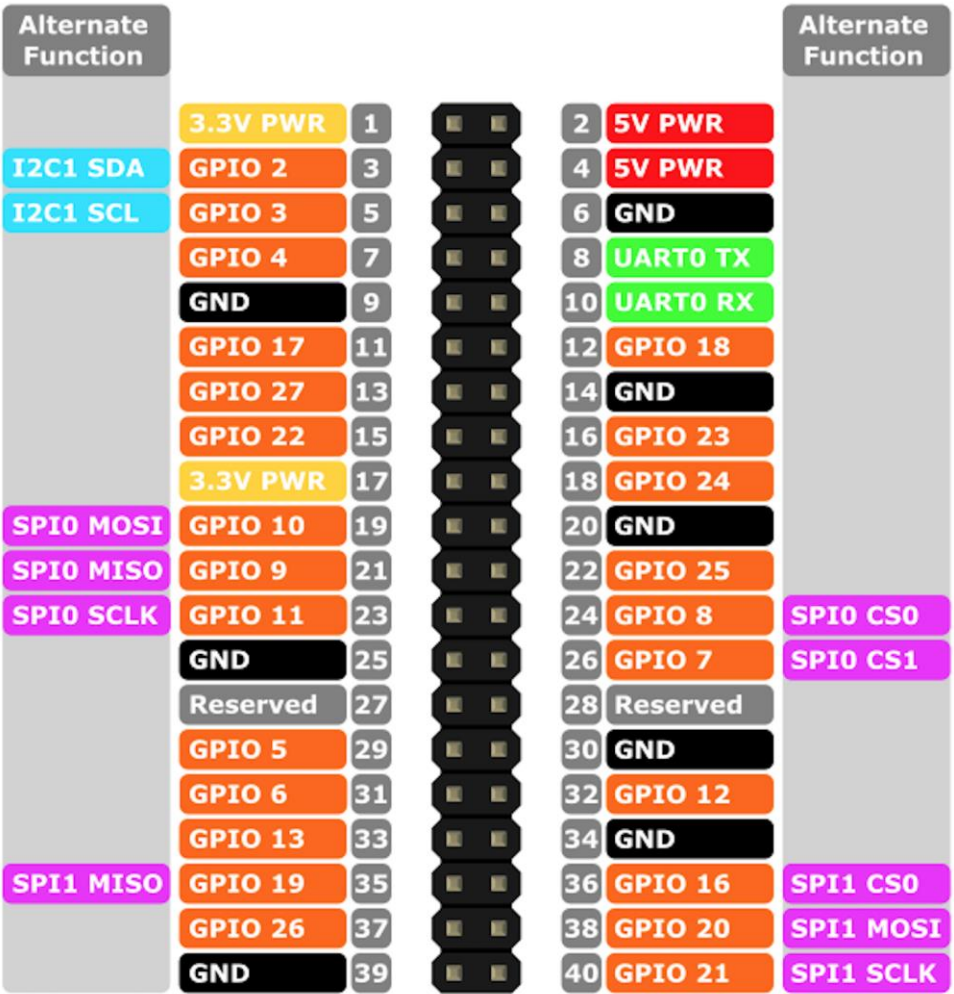 Alternate Function Alternate Function
3.3V PWR 1 2 5V PWR
I2C1 SDA GPIO 2 3 4 5V PWR
I2C1 SCL GPIO 3 5 6 GND
GPIO 4 7 8 UART0 TX
GND 9 10 UART0 RX
GPIO 17 11 12 GPIO 18
GPIO 27 13 14 GND
GPIO 22 15 16 GPIO 23
3.3V PWR 17 18 GPIO 24
SPI0 MOSI GPIO 10 19 20 GND
SPI0 MISO GPIO 9 21 22 GPIO 25
SPI0 SCLK GPIO 11 23 24 GPIO 8 SPI0 CS0
GND 25 26 GPIO 7 SPI0 CS1
Reserved 27 28 Reserved
GPIO 5 29 30 GND
GPIO 6 31 32 GPIO 12
GPIO 13 33 34 GND
SPI1 MISO GPIO 19 35 36 GPIO 16 SPI1 CS0
GPIO 26 37 38 GPIO 20 SPI1 MOSI
GND 39 40 GPIO 21 SPI1 SCLK